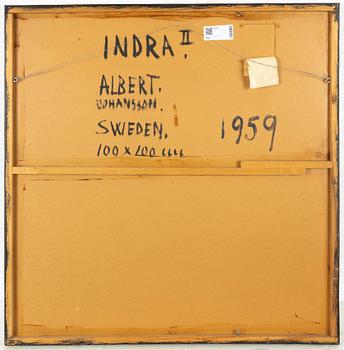 INDRA II.
ALBERT.
JOHANSSON.
SWEDEN. 1959
100 x 100 cm